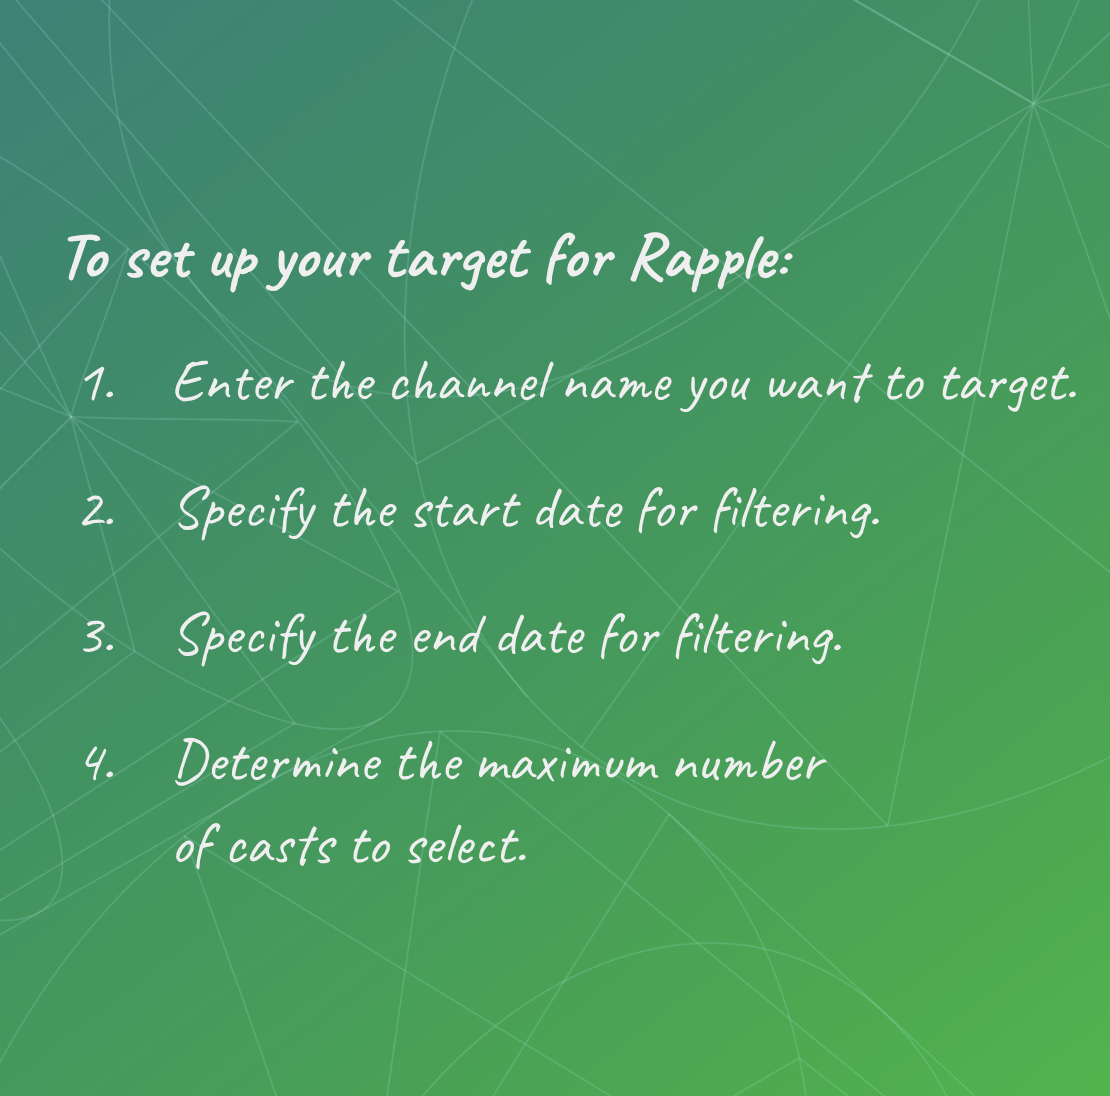 To set up your target for Rapple:
1. Enter the channel name you want to target.
2. Specify the start date for filtering.
3. Specify the end date for filtering.
4. Determine the maximum number
of casts to select.